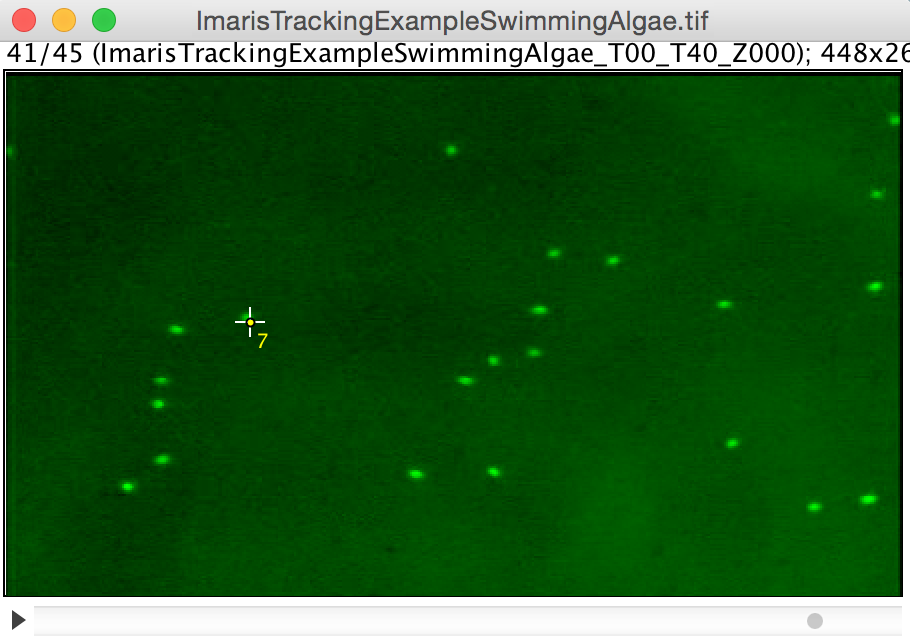 ImarisTrackingExampleSwimmingAlgae.tif
41/45 (ImarisTrackingExampleSwimmingAlgae_T00_T40_Z000); 448x26
7